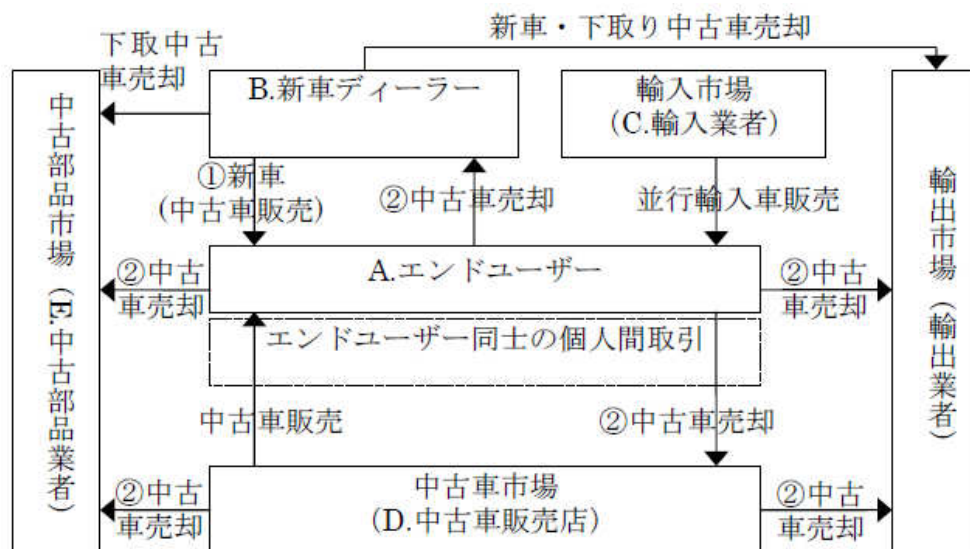 新車・下取り中古車売却
下取中古
車売却
B.新車ディーラー
輸入市場
（C.輸入業者）
中古部品市場（E.中古部品業者）
輸出市場（輸出業者）
①新車
(中古車販売)
②中古車売却
並行輸入車販売
②中古
車売却
A.エンドユーザー
②中古
車売却
エンドユーザー同士の個人間取引
中古車販売
②中古車売却
②中古
車売却
中古車市場
（D.中古車販売店）
②中古
車売却